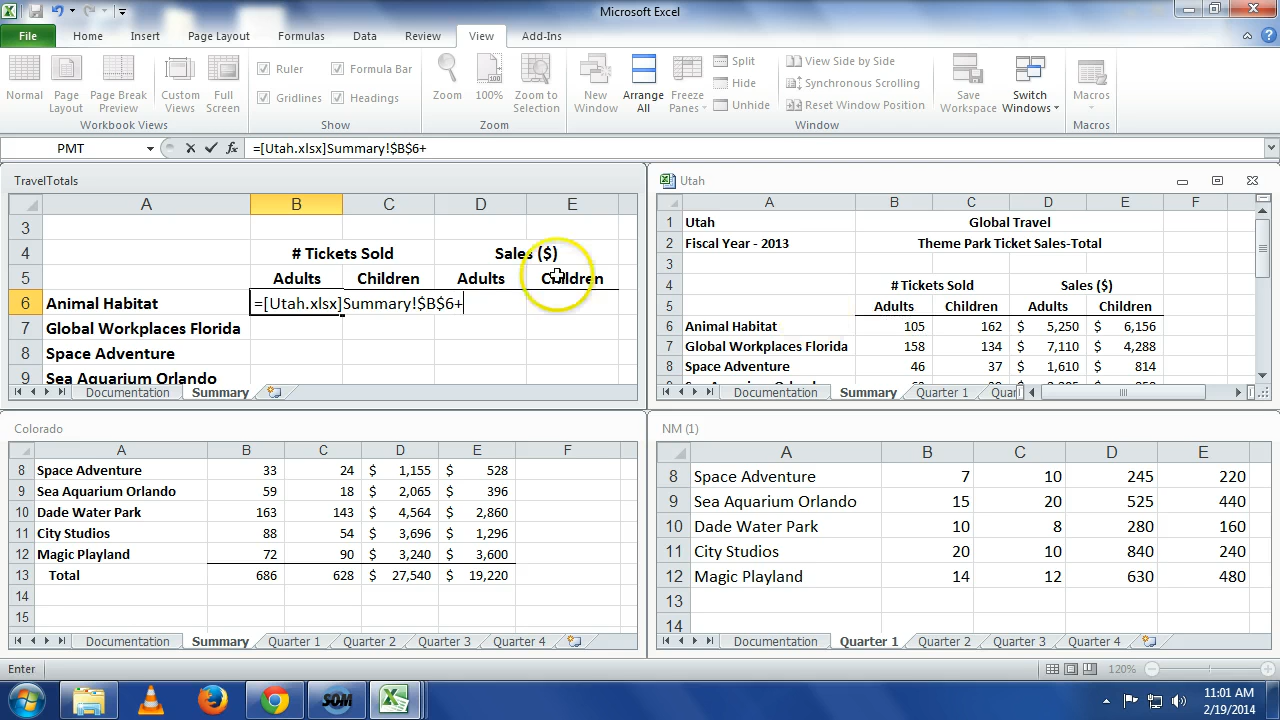 Microsoft Excel
File Home Insert Page Layout Formulas Data Review View Add-Ins
Normal
Page Layout
Page Break Preview
Custom Views
Full Screen
Workbook Views
Ruler Formula Bar
Gridlines Headings
Show
Zoom
100%
Zoom to Selection
Zoom
New Window
Arrange All
Freeze Panes
Split
Hide
Unhide
View Side by Side
Synchronous Scrolling
Reset Window Position
Window
Save Workspace
Switch Windows
Macros
Macros
PMT fx =[Utah.xlsx]Summary!$B$6+
TravelTotals
A B C D E
3
4 # Tickets Sold Sales ($)
5 Adults Children Adults Children
6 Animal Habitat =[Utah.xlsx]Summary!$B$6+
7 Global Workplaces Florida
8 Space Adventure
9 Sea Aquarium Orlando
Documentation Summary
Utah
A B C D E F
1 Utah Global Travel
2 Fiscal Year - 2013 Theme Park Ticket Sales-Total
3
4 # Tickets Sold Sales ($)
5 Adults Children Adults Children
6 Animal Habitat 105 162 $ 5,250 $ 6,156
7 Global Workplaces Florida 158 134 $ 7,110 $ 4,288
8 Space Adventure 46 37 $ 1,610 $ 814
Documentation Summary Quarter 1 Qua
Colorado
A B C D E F
8 Space Adventure 33 24 $ 1,155 $ 528
9 Sea Aquarium Orlando 59 18 $ 2,065 $ 396
10 Dade Water Park 163 143 $ 4,564 $ 2,860
11 City Studios 88 54 $ 3,696 $ 1,296
12 Magic Playland 72 90 $ 3,240 $ 3,600
13 Total 686 628 $ 27,540 $ 19,220
14
15
Documentation Summary Quarter 1 Quarter 2 Quarter 3 Quarter 4
NM (1)
A B C D E
8 Space Adventure 7 10 245 220
9 Sea Aquarium Orlando 15 20 525 440
10 Dade Water Park 10 8 280 160
11 City Studios 20 10 840 240
12 Magic Playland 14 12 630 480
13
14
Documentation Quarter 1 Quarter 2 Quarter 3 Quarter 4
Enter 120%
SOM
11:01 AM
2/19/2014